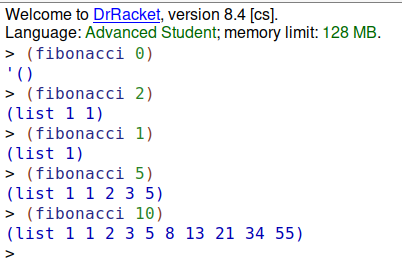 Welcome to DrRacket, version 8.4 [cs].
Language: Advanced Student; memory limit: 128 MB.
> (fibonacci 0)
'()
> (fibonacci 2)
(list 1 1)
> (fibonacci 1)
(list 1)
> (fibonacci 5)
(list 1 1 2 3 5)
> (fibonacci 10)
(list 1 1 2 3 5 8 13 21 34 55)
>